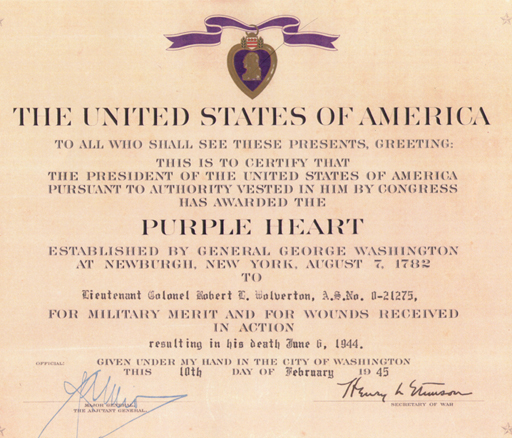 THE UNITED STATES OF AMERICA
TO ALL WHO SHALL SEE THESE PRESENTS, GREETING:
THIS IS TO CERTIFY THAT
THE PRESIDENT OF THE UNITED STATES OF AMERICA
PURSUANT TO AUTHORITY VESTED IN HIM BY CONGRESS
HAS AWARDED THE
PURPLE HEART
ESTABLISHED BY GENERAL GEORGE WASHINGTON
AT NEWBURGH, NEW YORK, AUGUST 7, 1782
TO
Lieutenant Colonel Robert L. Wolverton, A.S.No. 0-21275,
FOR MILITARY MERIT AND FOR WOUNDS RECEIVED
IN ACTION
resulting in his death June 6, 1944.
OFFICIAL: GIVEN UNDER MY HAND IN THE CITY OF WASHINGTON
THIS 10th DAY OF February 1945
Henry L Stimson
MAJOR GENERAL
THE ADJUTANT GENERAL
SECRETARY OF WAR